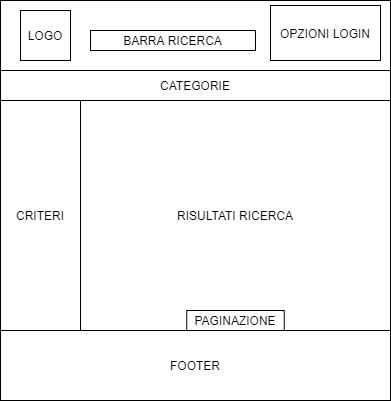 LOGO
BARRA RICERCA
OPZIONI LOGIN
CATEGORIE
CRITERI
RISULTATI RICERCA
PAGINAZIONE
FOOTER